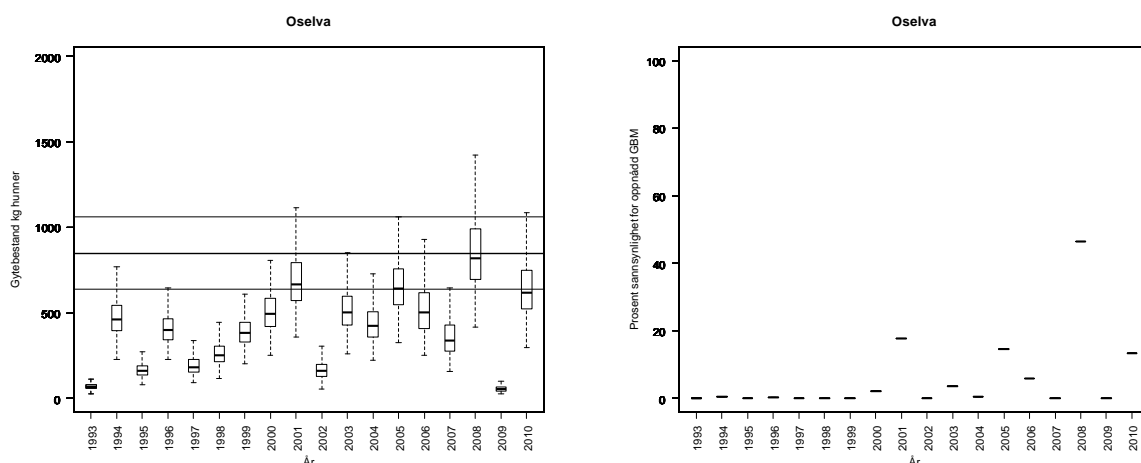 Oselva
Gytebestand kg hunner
2000
1500
1000
500
0
1993 1994 1995 1996 1997 1998 1999 2000 2001 2002 2003 2004 2005 2006 2007 2008 2009 2010
År
Oselva
Prosent sannsynlighet for oppnådd GBM
100
80
60
40
20
0
1993 1994 1995 1996 1997 1998 1999 2000 2001 2002 2003 2004 2005 2006 2007 2008 2009 2010
År